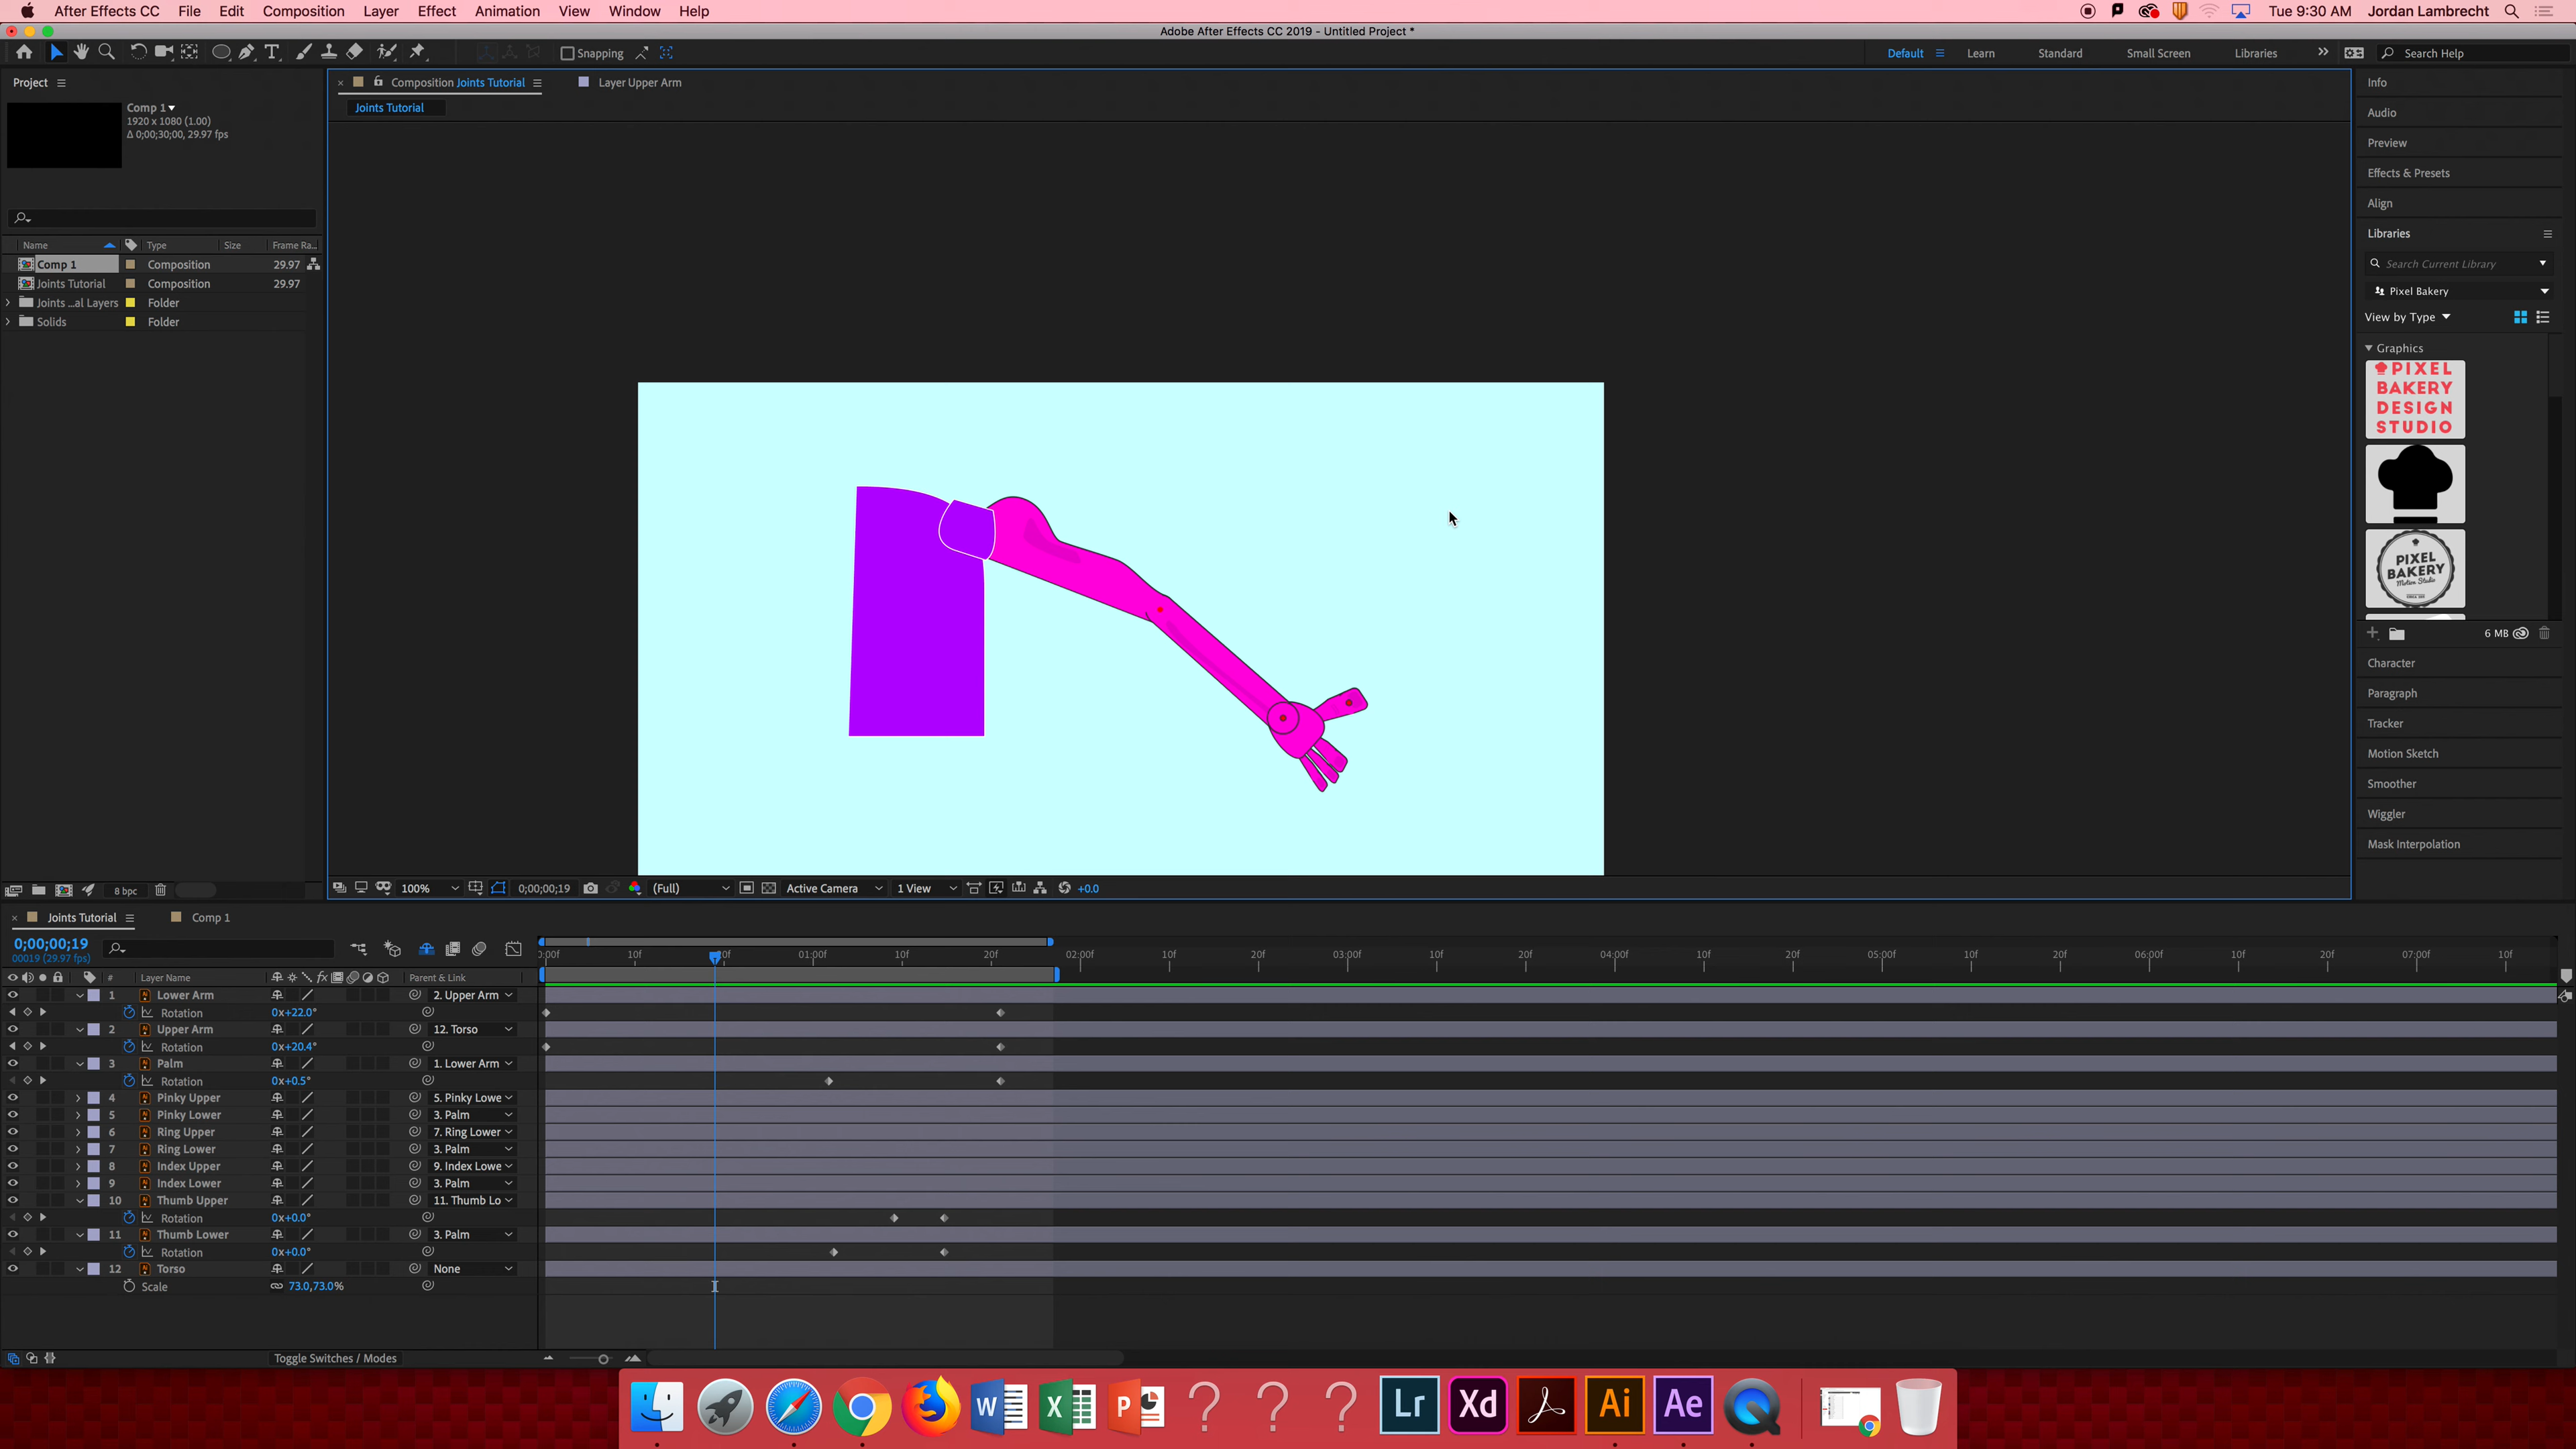 After Effects CC File Edit Composition Layer Effect Animation View Window Help Tue 9:30 AM Jordan Lambrecht
Adobe After Effects CC 2019 - Untitled Project *
Snapping Default Learn Standard Small Screen Libraries Search Help
Project
Composition Joints Tutorial
Layer Upper Arm
Joints Tutorial
Comp 1
1920 x 1080 (1.00)
Δ 0;00;30;00, 29.97 fps
Name Type Size Frame Ra...
Comp 1 Composition 29.97
Joints Tutorial Composition 29.97
Joints ...al Layers Folder
Solids Folder
8 bpc
100% 0;00;00;19 (Full) Active Camera 1 View +0.0
Info
Audio
Preview
Effects & Presets
Align
Libraries
Search Current Library
Pixel Bakery
View by Type
Graphics
PIXEL
BAKERY
DESIGN
STUDIO
PIXEL
BAKERY
Motion Studio
6 MB
Character
Paragraph
Tracker
Motion Sketch
Smoother
Wiggler
Mask Interpolation
Joints Tutorial Comp 1
0;00;00;19
00019 (29.97 fps)
0:00f 10f 20f 01:00f 10f 20f 02:00f 10f 20f 03:00f 10f 20f 04:00f 10f 20f 05:00f 10f 20f 06:00f 10f 20f 07:00f 10f
# Layer Name fx Parent & Link
1 Lower Arm 2. Upper Arm
Rotation 0x+22.0°
2 Upper Arm 12. Torso
Rotation 0x+20.4°
3 Palm 1. Lower Arm
Rotation 0x+0.5°
4 Pinky Upper 5. Pinky Lowe
5 Pinky Lower 3. Palm
6 Ring Upper 7. Ring Lower
7 Ring Lower 3. Palm
8 Index Upper 9. Index Lowe
9 Index Lower 3. Palm
10 Thumb Upper 11. Thumb Lo
Rotation 0x+0.0°
11 Thumb Lower 3. Palm
Rotation 0x+0.0°
12 Torso None
Scale 73.0,73.0%
Toggle Switches / Modes
W X P ? ? ? Lr Xd Ai Ae